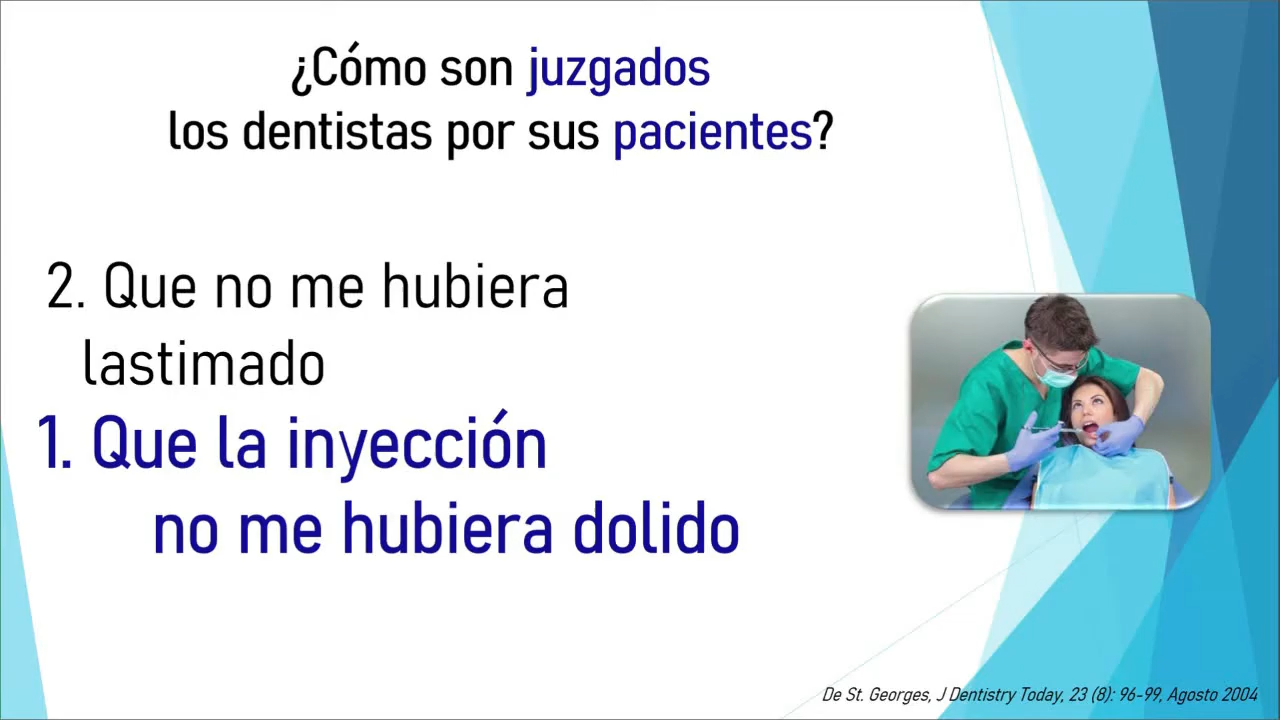 ¿Cómo son juzgados
los dentistas por sus pacientes?
2. Que no me hubiera
lastimado
1. Que la inyección
no me hubiera dolido
De St. Georges, J Dentistry Today, 23 (8): 96-99, Agosto 2004